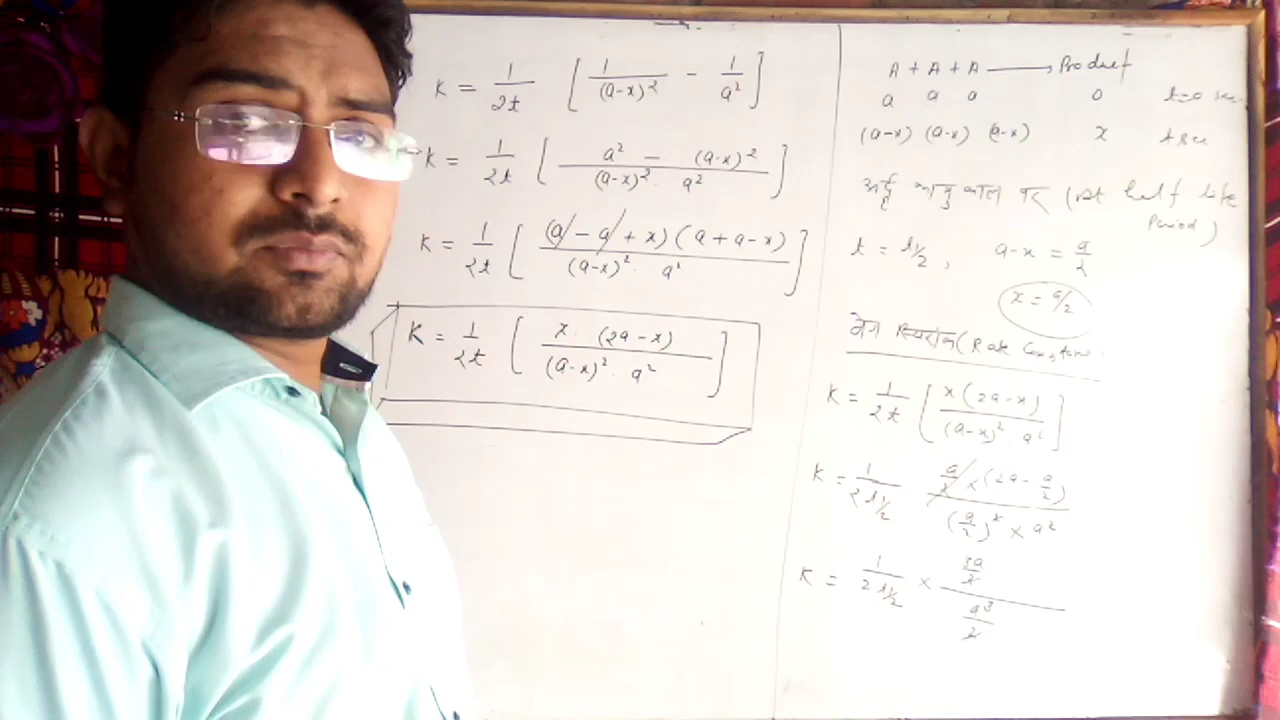 K = 1/2t [ 1/(a-x)² - 1/a² ]
K = 1/2t [ a² - (a-x)² / (a-x)² . a² ]
K = 1/2t [ (a - a + x) (a + a - x) / (a-x)² . a² ]
K = 1/2t [ x . (2a - x) / (a-x)² . a² ]
A + A + A ⟶ Product
a a a 0 t=0 sec
(a-x) (a-x) (a-x) x t sec
अर्द्ध आयु काल पर (at half life
Period)
t = t1/2 , a-x = a/2
x = a/2
वेग स्थिरांक (Rate Constant)
K = 1/2t [ x(2a-x) / (a-x)² . a² ]
K = 1/2t1/2 a/2 × (2a - a/2) / (a/2)² × a²
K = 1/2t1/2 × 3a/2 / a³/2